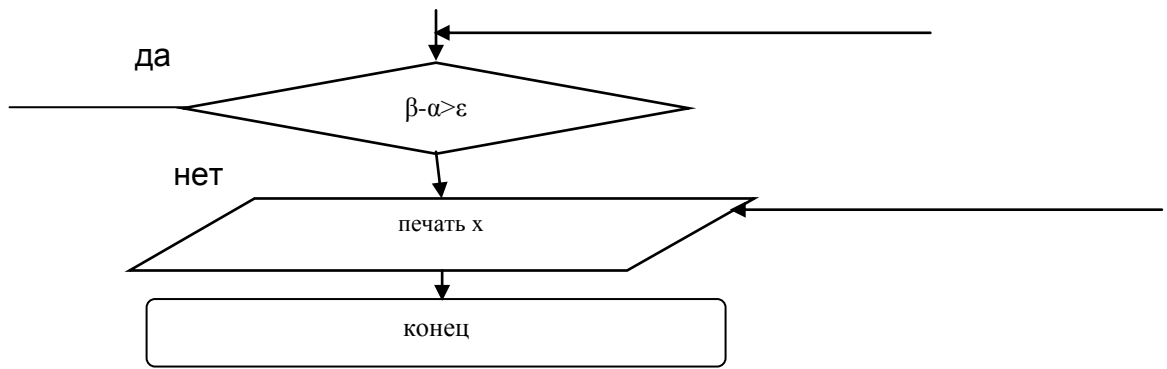 да
β-α>ε
нет
печать x
конец